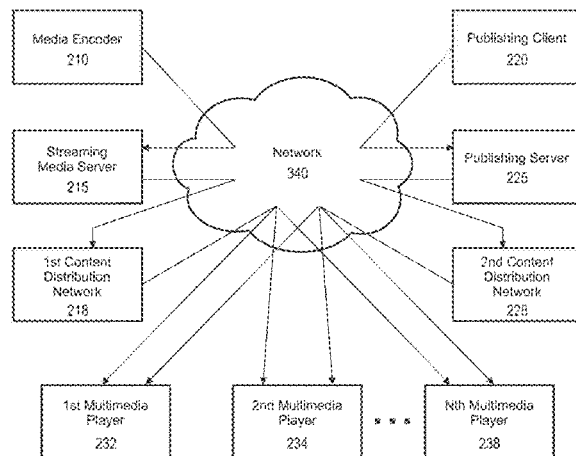 Media Encoder
210
Publishing Client
220
Streaming
Media Server
215
Network
340
Publishing Server
225
1st Content
Distribution
Network
218
2nd Content
Distribution
Network
228
1st Multimedia
Player
232
2nd Multimedia
Player
234
Nth Multimedia
Player
238